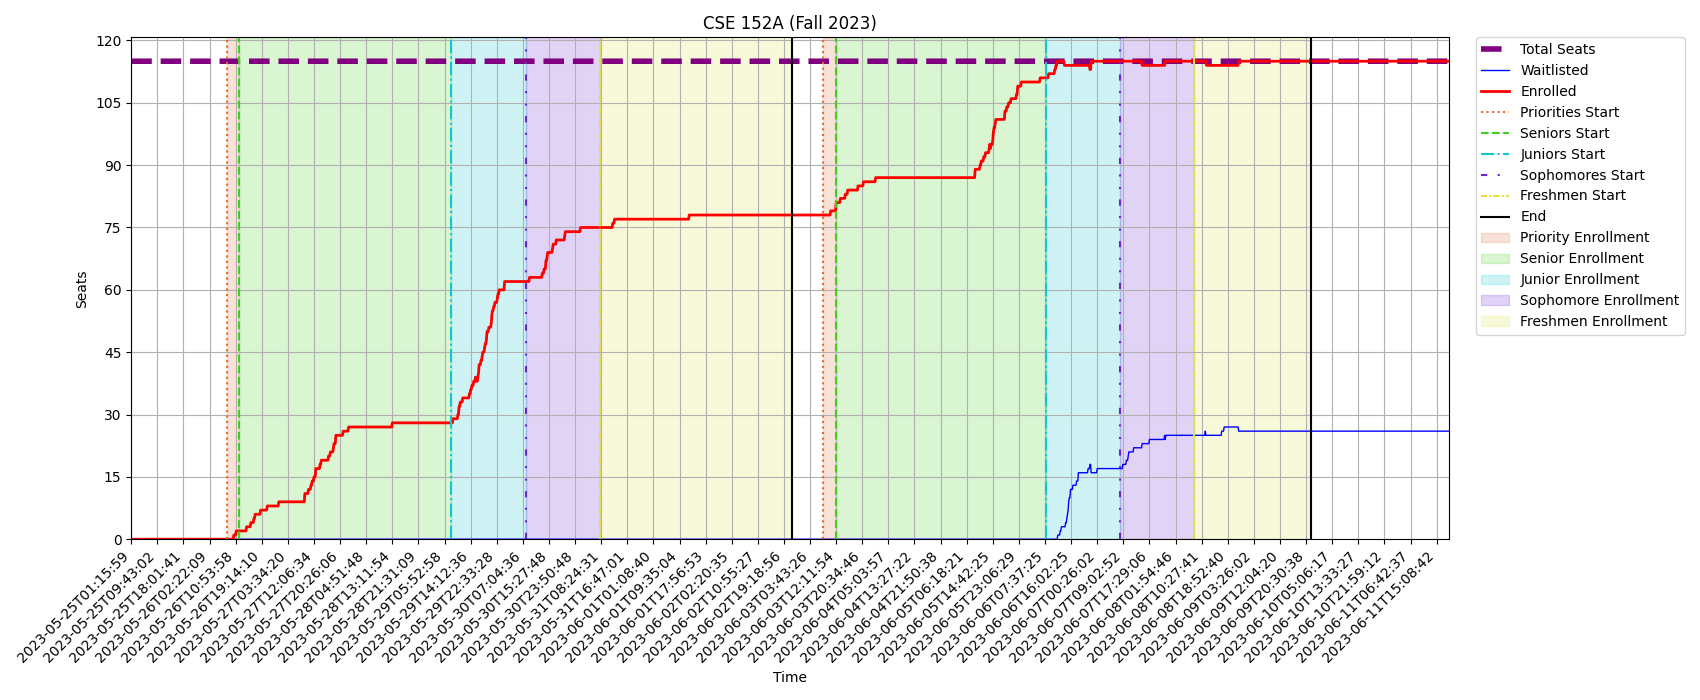 CSE 152A (Fall 2023)
Seats
120
105
90
75
60
45
30
15
0
2023-05-25T01:15:59
2023-05-25T09:43:02
2023-05-25T18:01:41
2023-05-26T02:22:09
2023-05-26T10:53:58
2023-05-26T19:14:10
2023-05-27T03:34:20
2023-05-27T12:06:34
2023-05-27T20:26:06
2023-05-28T04:51:48
2023-05-28T13:11:54
2023-05-28T21:31:09
2023-05-29T05:52:58
2023-05-29T14:12:36
2023-05-29T22:33:28
2023-05-30T07:04:36
2023-05-30T15:27:48
2023-05-30T23:50:48
2023-05-31T08:24:31
2023-05-31T16:47:01
2023-06-01T01:08:40
2023-06-01T09:35:04
2023-06-01T17:56:53
2023-06-02T02:20:35
2023-06-02T10:55:27
2023-06-02T19:18:56
2023-06-03T03:43:26
2023-06-03T12:11:54
2023-06-03T20:34:46
2023-06-04T05:03:57
2023-06-04T13:27:22
2023-06-04T21:50:38
2023-06-05T06:18:21
2023-06-05T14:42:25
2023-06-05T23:06:29
2023-06-06T07:37:25
2023-06-06T16:02:25
2023-06-07T00:26:02
2023-06-07T09:02:52
2023-06-07T17:29:06
2023-06-08T01:54:46
2023-06-08T10:27:41
2023-06-08T18:52:40
2023-06-09T03:26:02
2023-06-09T12:04:20
2023-06-09T20:30:38
2023-06-10T05:06:17
2023-06-10T13:33:27
2023-06-10T21:59:12
2023-06-11T06:42:37
2023-06-11T15:08:42
Time
Total Seats
Waitlisted
Enrolled
Priorities Start
Seniors Start
Juniors Start
Sophomores Start
Freshmen Start
End
Priority Enrollment
Senior Enrollment
Junior Enrollment
Sophomore Enrollment
Freshmen Enrollment